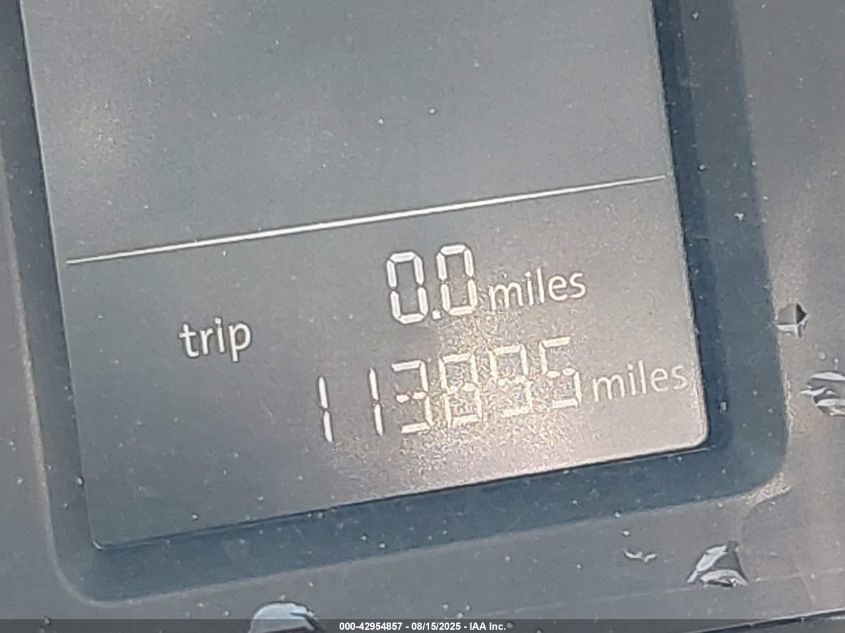 0.0 miles
trip
113895 miles
000-42954857 - 08/15/2025 - IAA Inc.